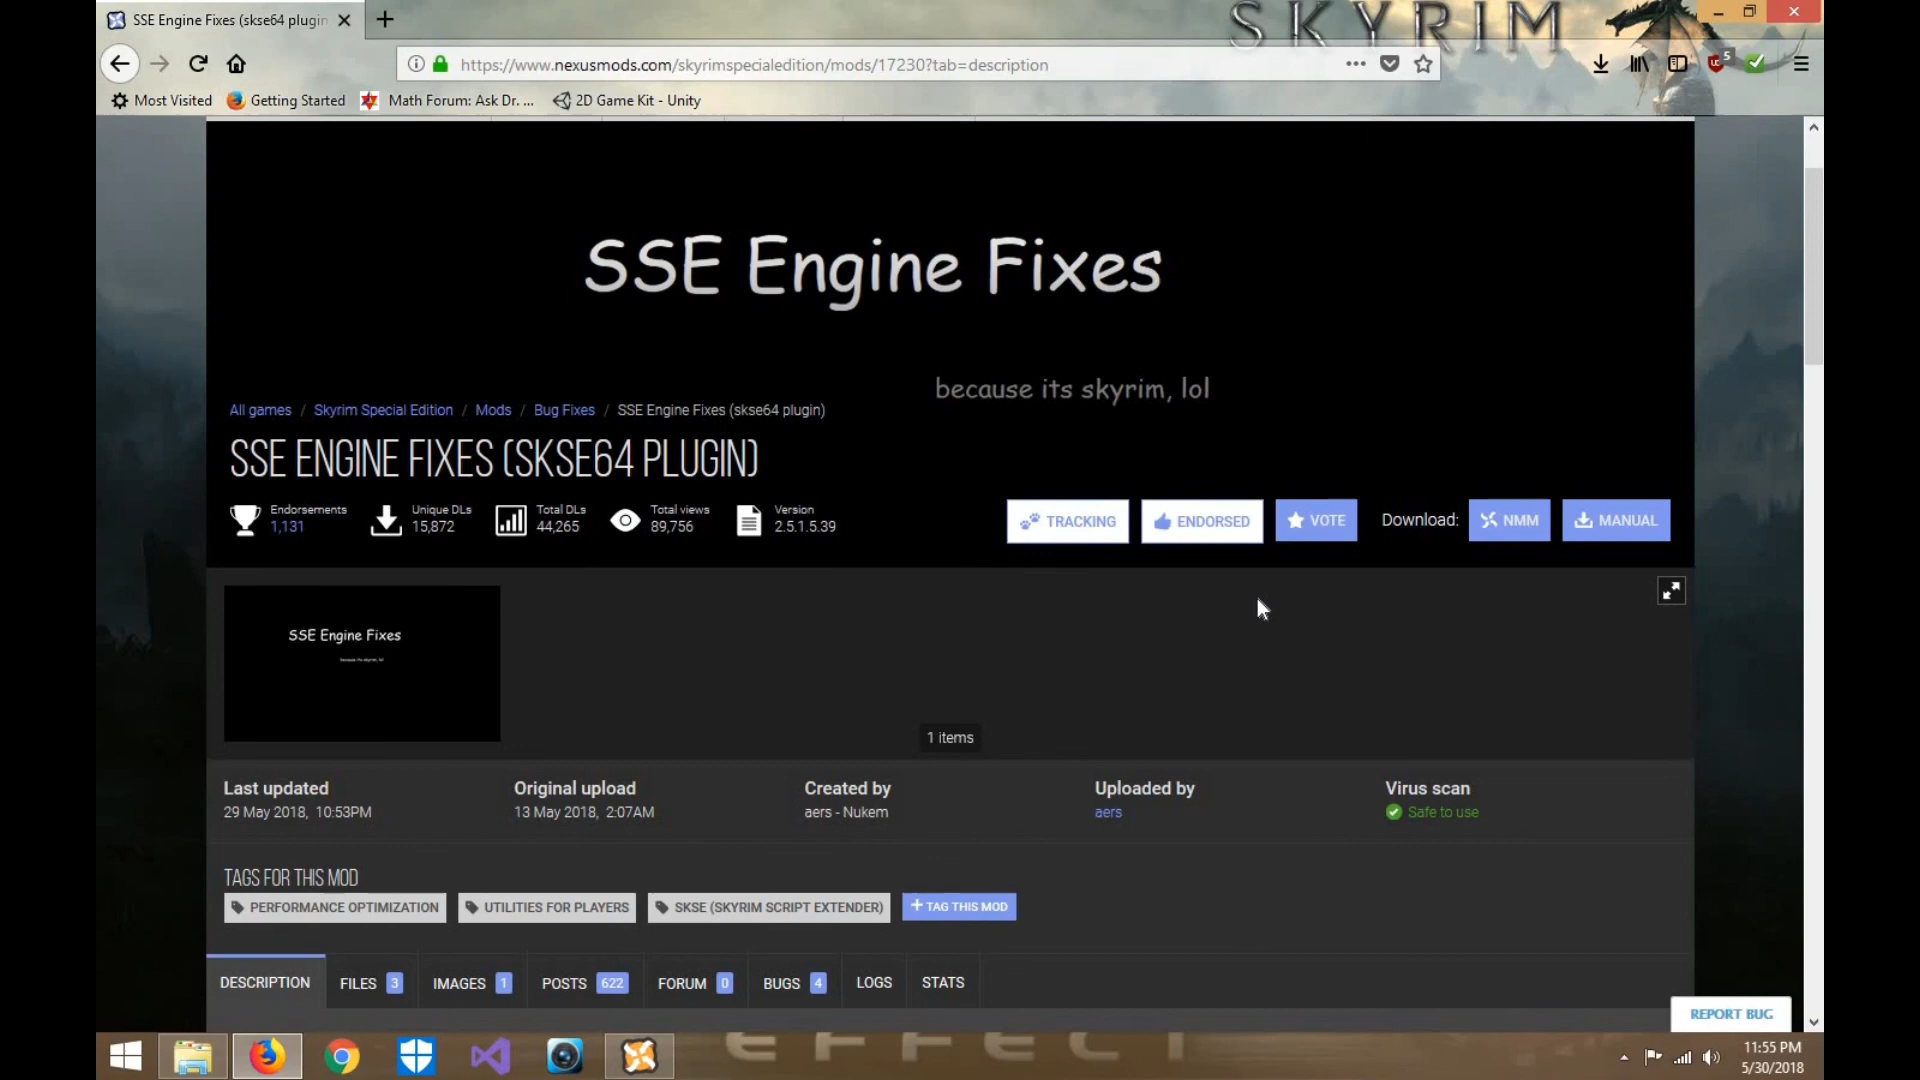 SKYRIM
SSE Engine Fixes (skse64 plugin
https://www.nexusmods.com/skyrimspecialedition/mods/17230?tab=description
5
Most Visited
Getting Started
Math Forum: Ask Dr. ...
2D Game Kit - Unity
SSE Engine Fixes
because its skyrim, lol
All games / Skyrim Special Edition / Mods / Bug Fixes / SSE Engine Fixes (skse64 plugin)
SSE ENGINE FIXES (SKSE64 PLUGIN)
Endorsements
1,131
Unique DLs
15,872
Total DLs
44,265
Total views
89,756
Version
2.5.1.5.39
TRACKING
ENDORSED
VOTE
Download:
NMM
MANUAL
SSE Engine Fixes
because its skyrim, lol
1 items
Last updated
29 May 2018, 10:53PM
Original upload
13 May 2018, 2:07AM
Created by
aers - Nukem
Uploaded by
aers
Virus scan
Safe to use
TAGS FOR THIS MOD
PERFORMANCE OPTIMIZATION
UTILITIES FOR PLAYERS
SKSE (SKYRIM SCRIPT EXTENDER)
+ TAG THIS MOD
DESCRIPTION
FILES 3
IMAGES 1
POSTS 622
FORUM 0
BUGS 4
LOGS
STATS
REPORT BUG
EFFECT
11:55 PM
5/30/2018